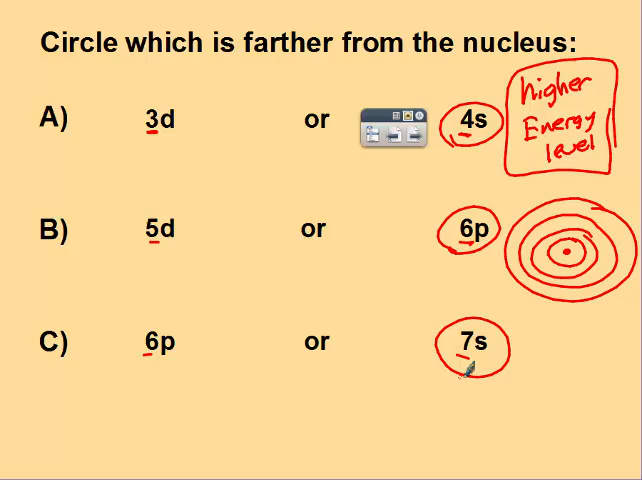 Circle which is farther from the nucleus:
A) 3d or 4s
higher
Energy
level
B) 5d or 6p
C) 6p or 7s